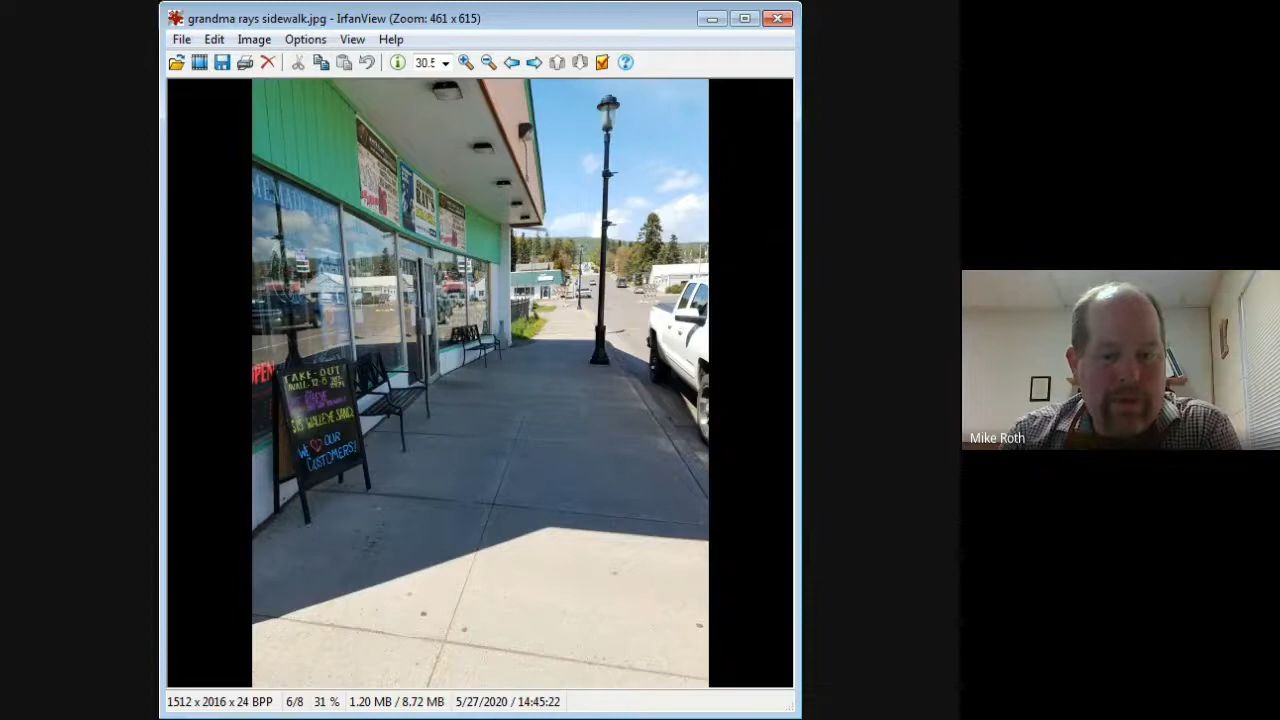 grandma rays sidewalk.jpg - IrfanView (Zoom: 461 x 615)
File Edit Image Options View Help
30.5
OPEN
TAKE-OUT
$15 WALLEYE SAND.
WE ♥ OUR
CUSTOMERS!
Mike Roth
1512 x 2016 x 24 BPP 6/8 31 % 1.20 MB / 8.72 MB 5/27/2020 / 14:45:22